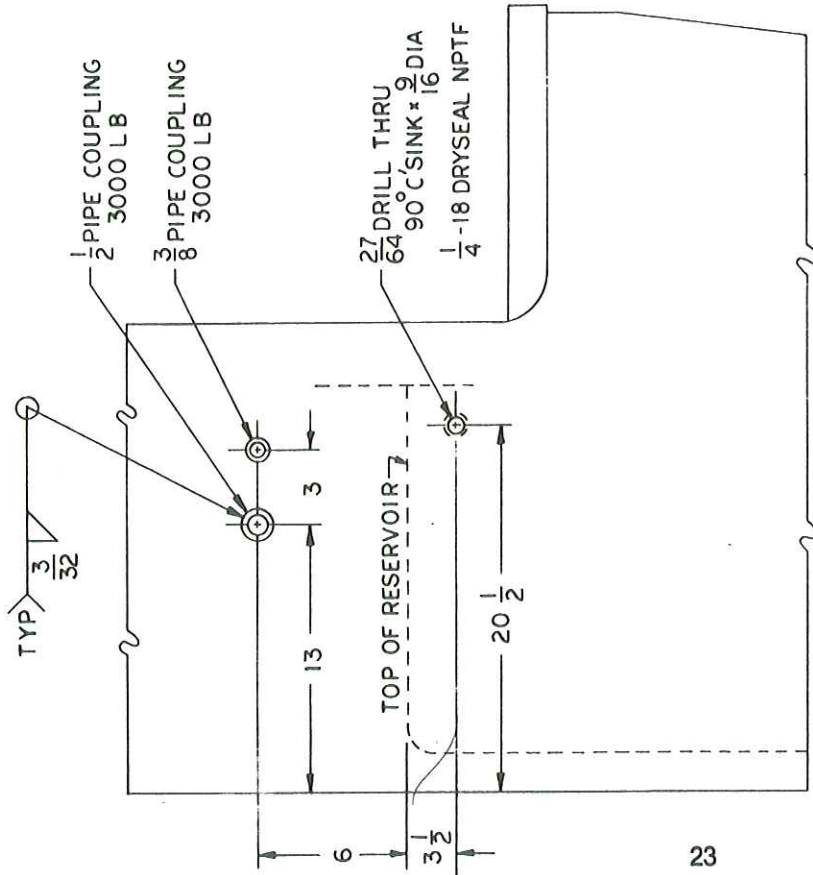 TYP
3/32
1/2 PIPE COUPLING
3000 LB
3/8 PIPE COUPLING
3000 LB
27/64 DRILL THRU
90° C'SINK x 9/16 DIA
1/4 -18 DRYSEAL NPTF
3
13
TOP OF RESERVOIR
20 1/2
6
3 1/2
23